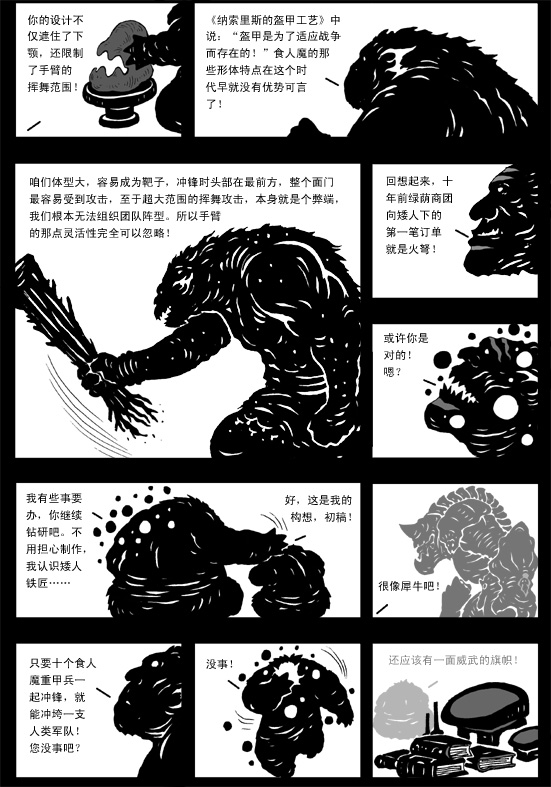 你的设计不
仅遮住了下
颚，还限制
了手臂的
挥舞范围！
《纳索里斯的盔甲工艺》中
说：“盔甲是为了适应战争
而存在的！”食人魔的那
些形体特点在这个时
代早就没有优势可言
了！
咱们体型大，容易成为靶子，冲锋时头部在最前方，整个面门
最容易受到攻击，至于超大范围的挥舞攻击，本身就是个弊端，
我们根本无法组织团队阵型。所以手臂
的那点灵活性完全可以忽略！
回想起来，十
年前绿荫商团
向矮人下的
第一笔订单
就是火弩！
或许你是
对的！
嗯？
我有些事要
办，你继续
钻研吧。不
用担心制作，
我认识矮人
铁匠……
好，这是我的
构想，初稿！
很像犀牛吧！
只要十个食人
魔重甲兵一
起冲锋，就
能冲垮一支
人类军队！
您没事吧？
没事！
还应该有一面威武的旗帜！